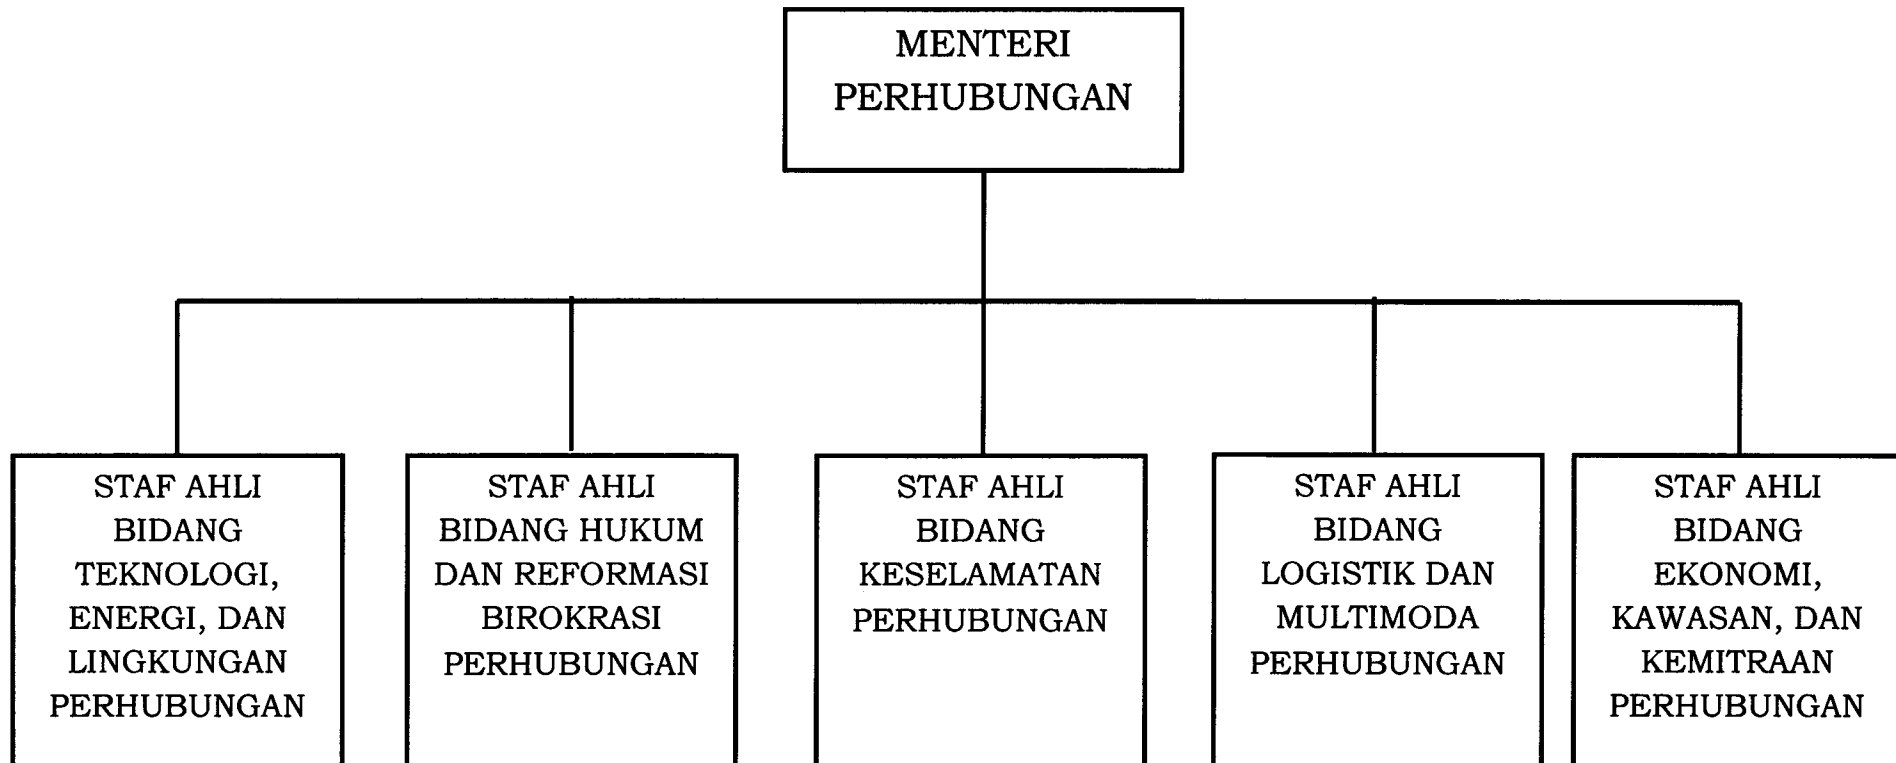 MENTERI
PERHUBUNGAN
STAF AHLI
BIDANG
TEKNOLOGI,
ENERGI, DAN
LINGKUNGAN
PERHUBUNGAN
STAF AHLI
BIDANG HUKUM
DAN REFORMASI
BIROKRASI
PERHUBUNGAN
STAF AHLI
BIDANG
KESELAMATAN
PERHUBUNGAN
STAF AHLI
BIDANG
LOGISTIK DAN
MULTIMODA
PERHUBUNGAN
STAF AHLI
BIDANG
EKONOMI,
KAWASAN, DAN
KEMITRAAN
PERHUBUNGAN